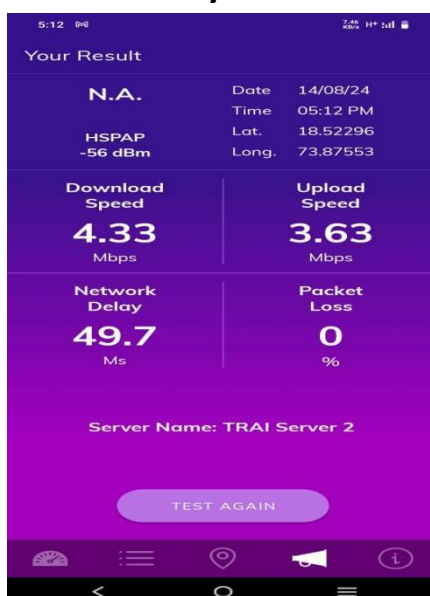 5:12 7.46 KB/s H+
Your Result
N.A.
Date 14/08/24
Time 05:12 PM
HSPAP
-56 dBm
Lat. 18.52296
Long. 73.87553
Download
Speed
4.33
Mbps
Upload
Speed
3.63
Mbps
Network
Delay
49.7
Ms
Packet
Loss
0
%
Server Name: TRAI Server 2
TEST AGAIN